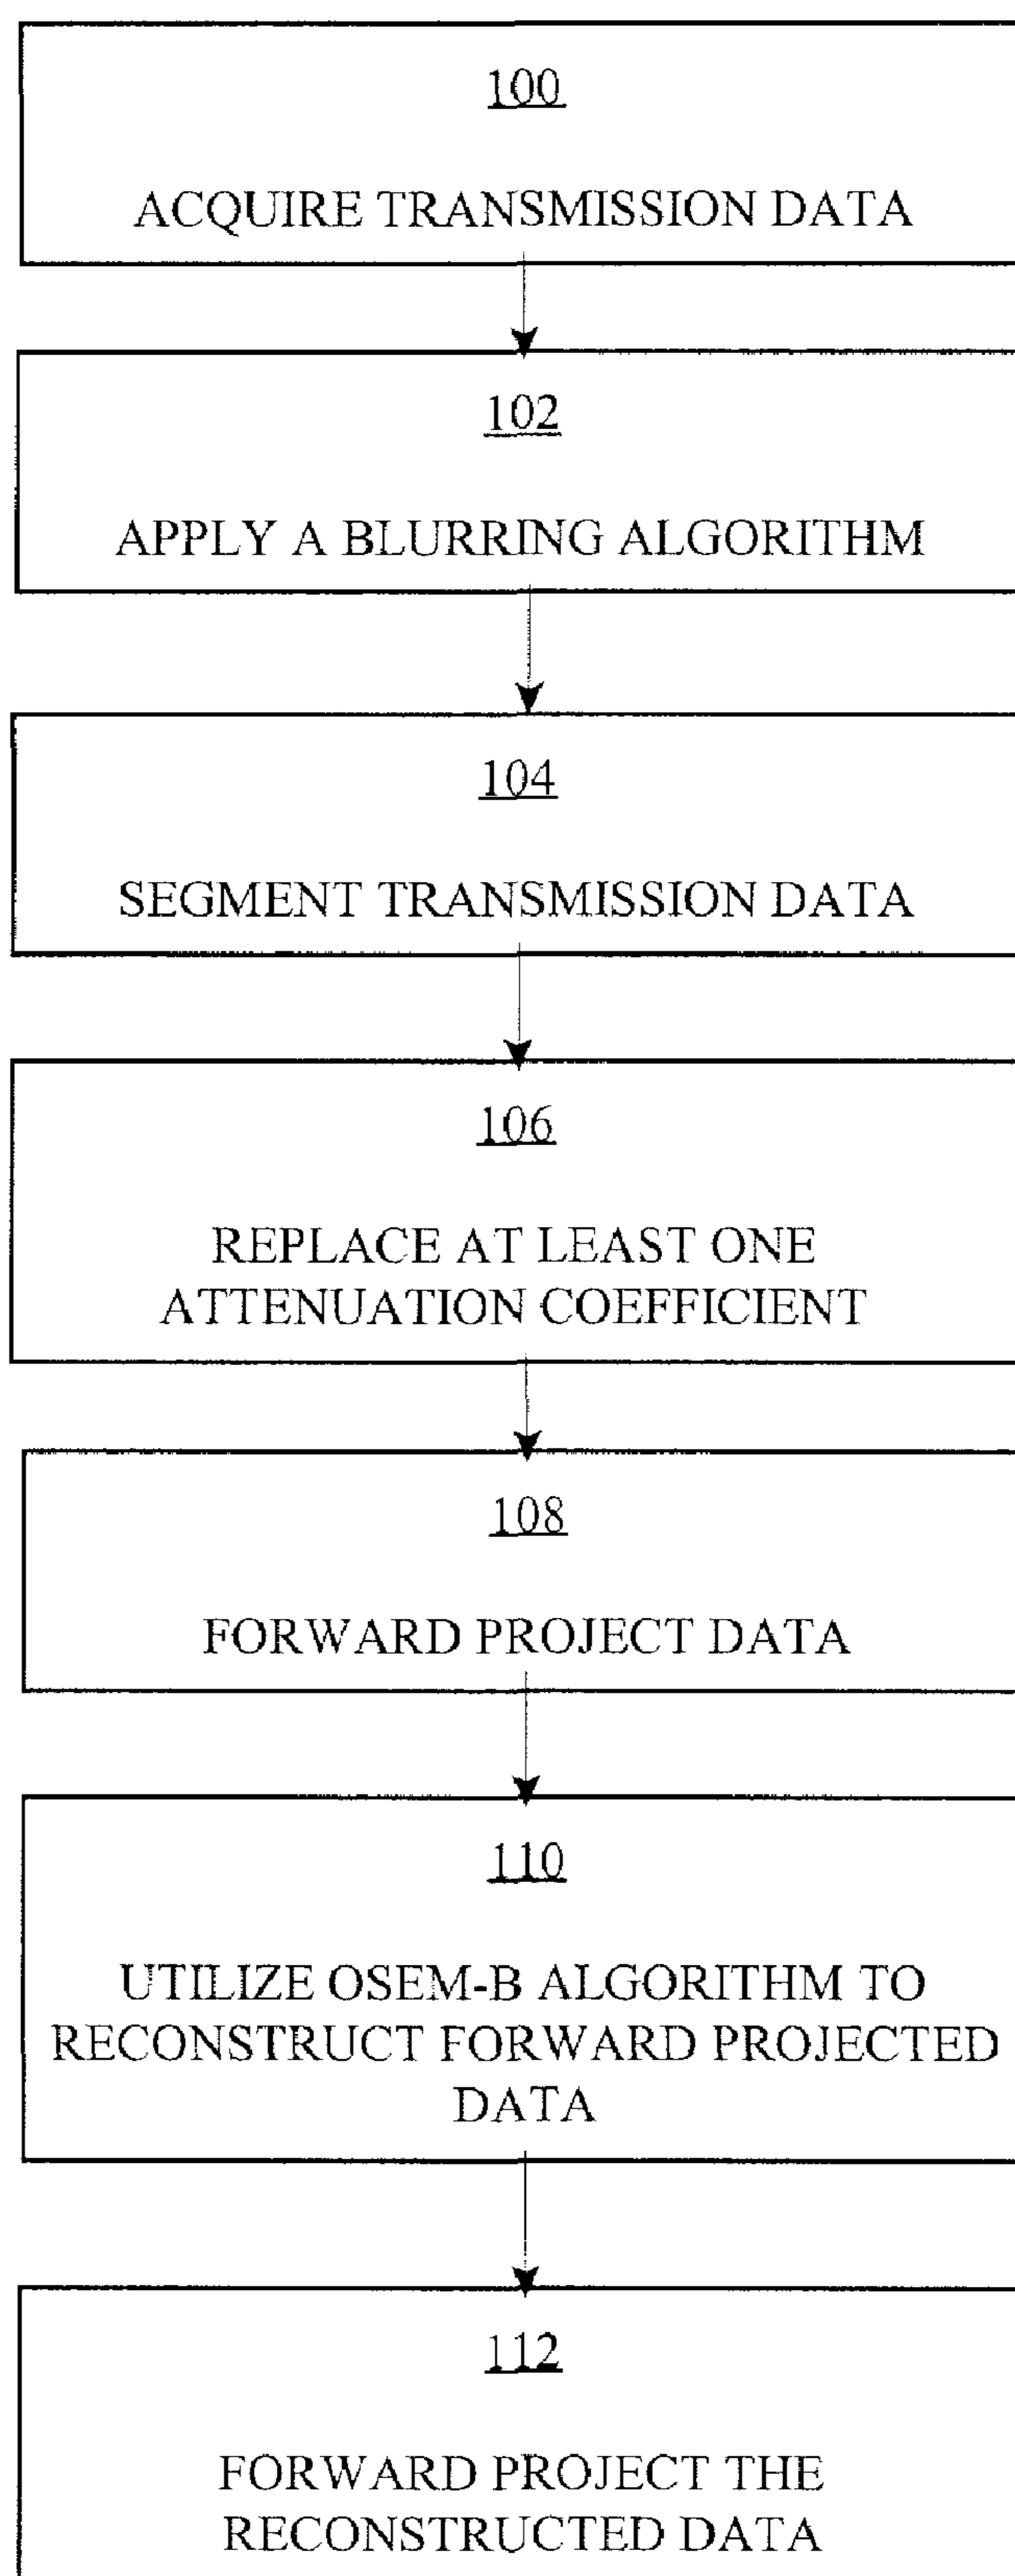 100
ACQUIRE TRANSMISSION DATA
102
APPLY A BLURRING ALGORITHM
104
SEGMENT TRANSMISSION DATA
106
REPLACE AT LEAST ONE
ATTENUATION COEFFICIENT
108
FORWARD PROJECT DATA
110
UTILIZE OSEM-B ALGORITHM TO
RECONSTRUCT FORWARD PROJECTED
DATA
112
FORWARD PROJECT THE
RECONSTRUCTED DATA